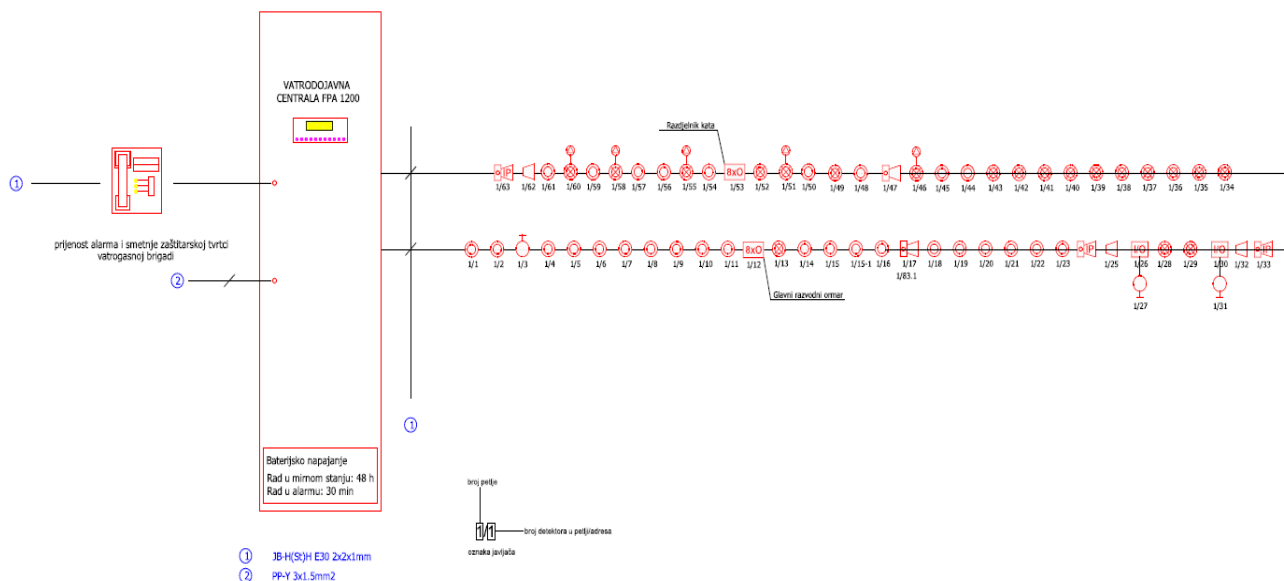 VATRODOJAVNA
CENTRALA FPA 1200
Razdjelnik kata
1
IP
8xO
1/63 1/62 1/61 1/60 1/59 1/58 1/57 1/56 1/55 1/54 1/53 1/52 1/51 1/50 1/49 1/48 1/47 1/46 1/45 1/44 1/43 1/42 1/41 1/40 1/39 1/38 1/37 1/36 1/35 1/34
prijenost alarma i smetnje zaštitarskoj tvrtci
vatrogasnoj brigadi
8xO IP I/O I/O IP
1/1 1/2 1/3 1/4 1/5 1/6 1/7 1/8 1/9 1/10 1/11 1/12 1/13 1/14 1/15 1/15-1 1/16 1/17 1/18 1/19 1/20 1/21 1/22 1/23 1/25 1/26 1/28 1/29 1/30 1/32 1/33
1/83.1
2
Glavni razvodni ormar
1/27 1/31
1
Baterijsko napajanje
Rad u mirnom stanju: 48 h
Rad u alarmu: 30 min
broj petlje
1/1
broj detektora u petlji/adresa
oznaka javljača
1 JB-H(St)H E30 2x2x1mm
2 PP-Y 3x1.5mm2